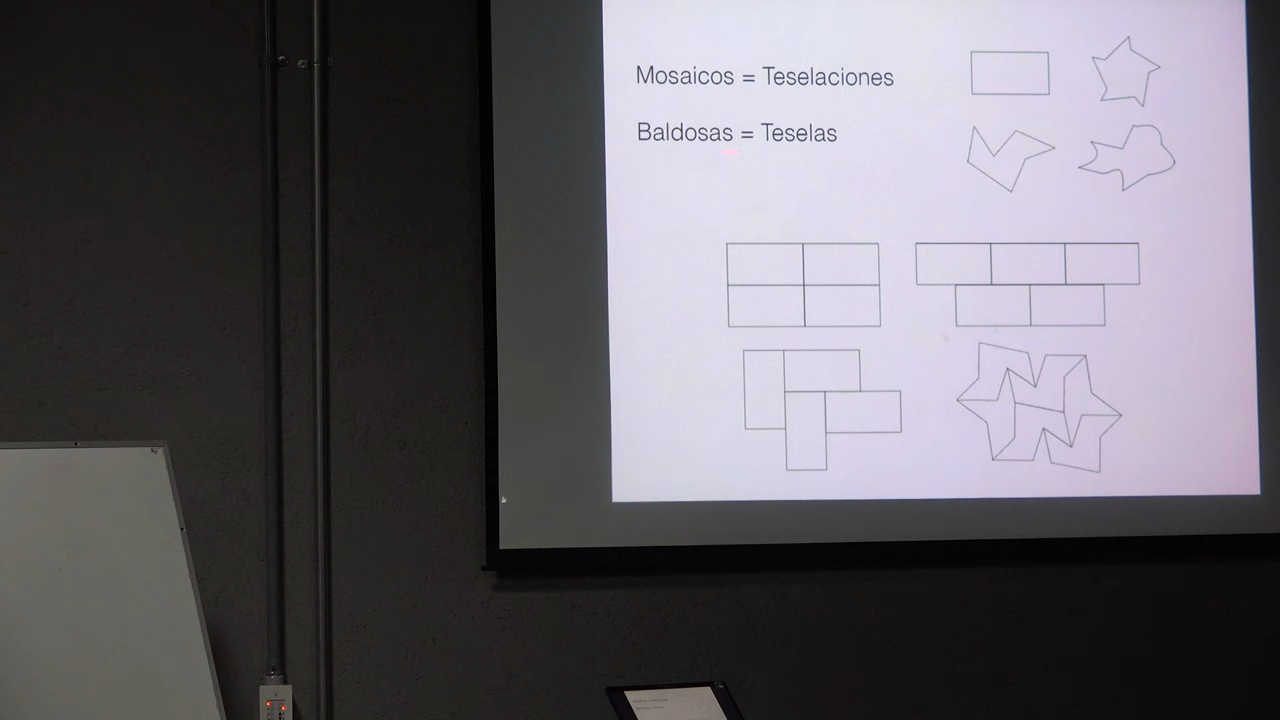 Mosaicos = Teselaciones
Baldosas = Teselas